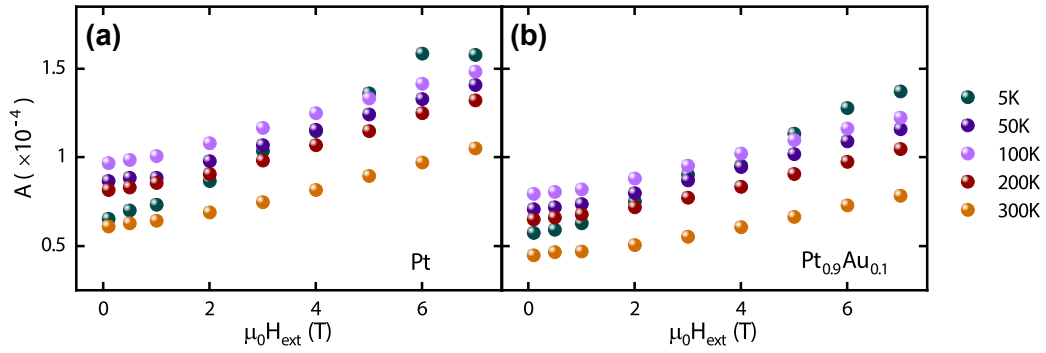 (a)
(b)
A (×10⁻⁴)
1.5
1
0.5
Pt
Pt₀.₉Au₀.₁
0 2 4 6
0 2 4 6
μ₀Hₑₓₜ (T)
μ₀Hₑₓₜ (T)
5K
50K
100K
200K
300K